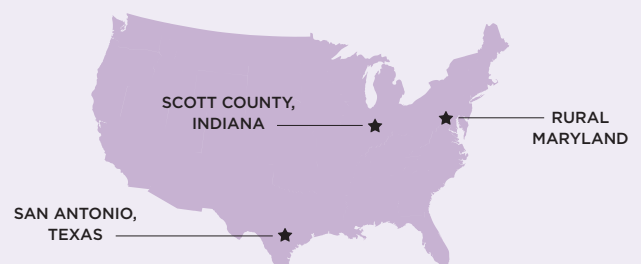 SCOTT COUNTY,
INDIANA
RURAL
MARYLAND
SAN ANTONIO,
TEXAS